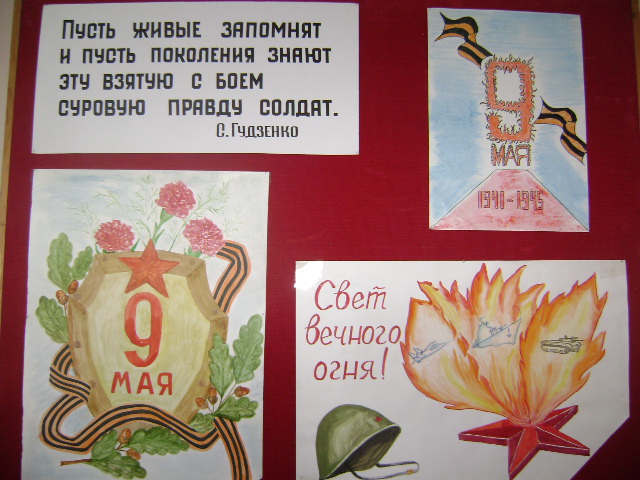 Пусть живые запомнят
и пусть поколения знают
эту взятую с боем
суровую правду солдат.
С. Гудзенко
9
мая
1941-1945
9
мая
Свет
вечного
огня!